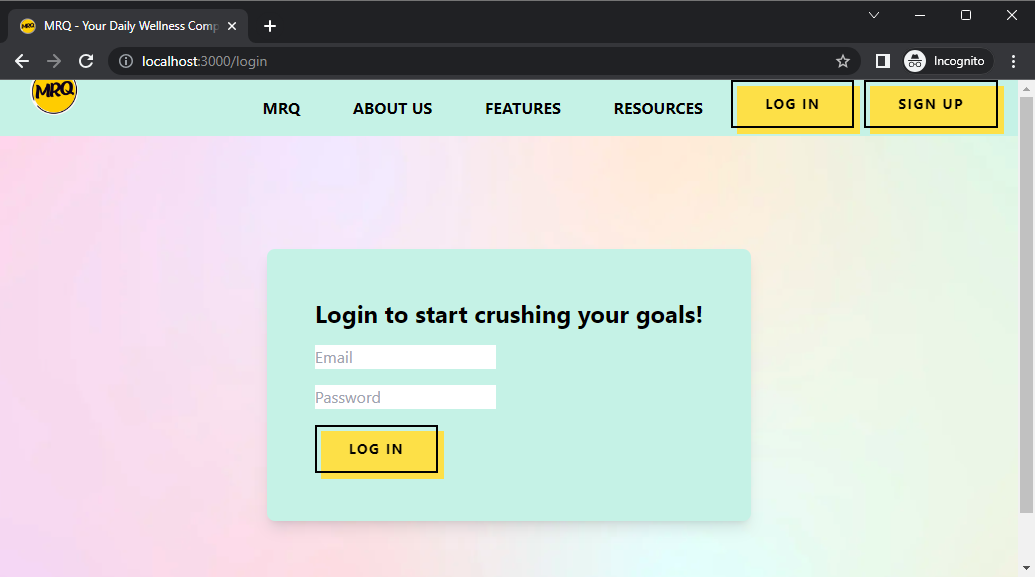 MRQ - Your Daily Wellness Comp
localhost:3000/login
Incognito
MRQ
MRQ ABOUT US FEATURES RESOURCES LOG IN SIGN UP
Login to start crushing your goals!
Email
Password
LOG IN